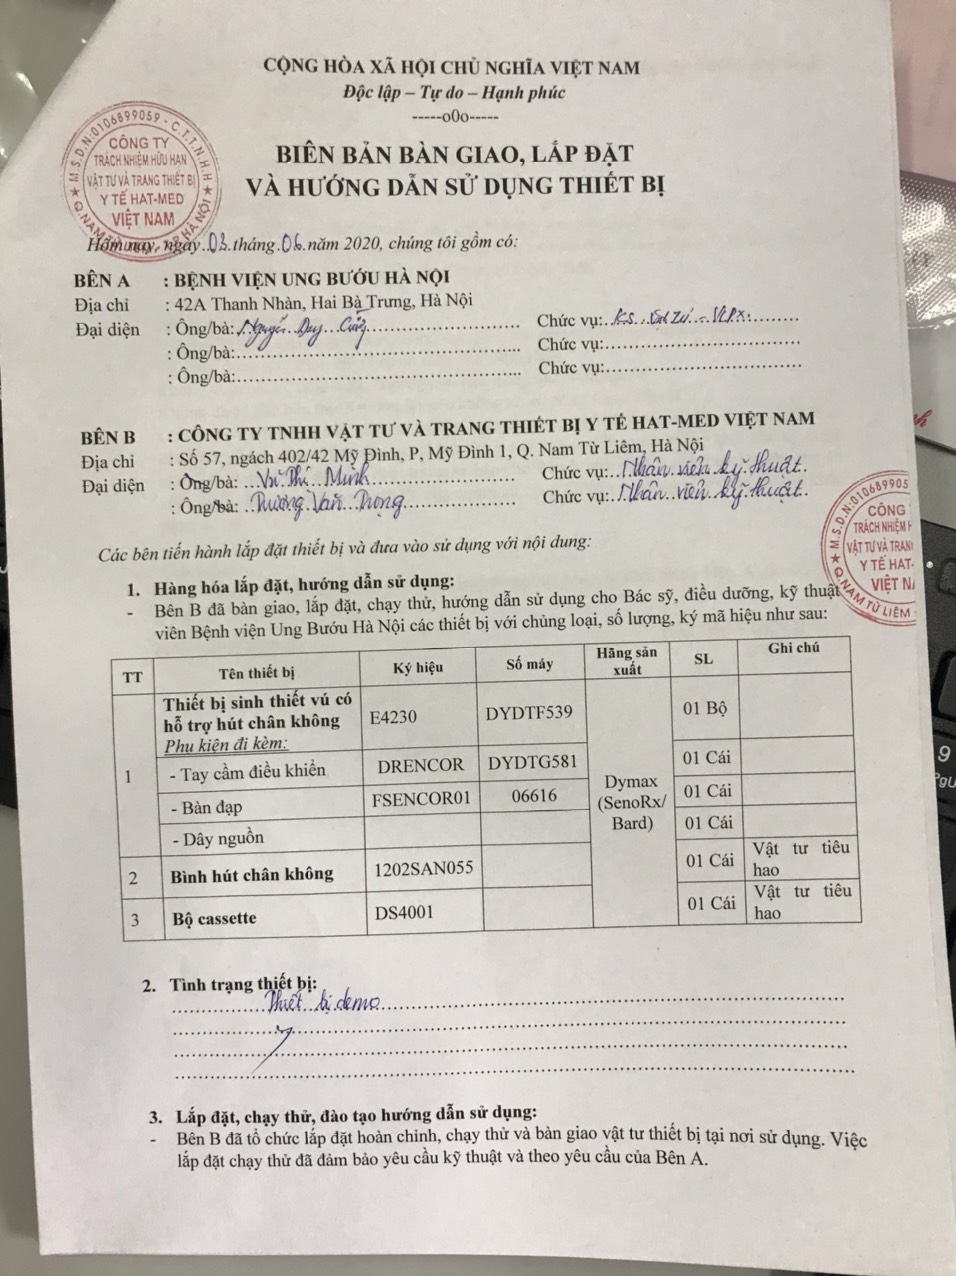 CỘNG HÒA XÃ HỘI CHỦ NGHĨA VIỆT NAM
Độc lập – Tự do – Hạnh phúc
-----o0o-----
BIÊN BẢN BÀN GIAO, LẮP ĐẶT
VÀ HƯỚNG DẪN SỬ DỤNG THIẾT BỊ
M.S.D.N:0106899059 - C.T.T.N.H.H
CÔNG TY
TRÁCH NHIỆM HỮU HẠN
VẬT TƯ VÀ TRANG THIẾT BỊ
Y TẾ HAT-MED
VIỆT NAM
Hôm nay, ngày 03 tháng 06 năm 2020, chúng tôi gồm có:
BÊN A : BỆNH VIỆN UNG BƯỚU HÀ NỘI
Địa chỉ : 42A Thanh Nhàn, Hai Bà Trưng, Hà Nội
Đại diện : Ông/bà: Nguyễn Duy Chức vụ:
: Ông/bà: Chức vụ:
: Ông/bà: Chức vụ:
BÊN B : CÔNG TY TNHH VẬT TƯ VÀ TRANG THIẾT BỊ Y TẾ HAT-MED VIỆT NAM
Địa chỉ : Số 57, ngách 402/42 Mỹ Đình, P, Mỹ Đình 1, Q. Nam Từ Liêm, Hà Nội
Đại diện : Ông/bà: Vũ Thị Minh Chức vụ: Nhân viên kỹ thuật.
: Ông/bà: Trương Văn Trọng Chức vụ: Nhân viên kỹ thuật.
M.S.D.N:010689905
CÔNG
TRÁCH NHIỆM H
VẬT TƯ VÀ TRAN
Y TẾ HAT-
VIỆT NA
Q.NAM TỪ LIÊM
Các bên tiến hành lắp đặt thiết bị và đưa vào sử dụng với nội dung:
1. Hàng hóa lắp đặt, hướng dẫn sử dụng:
- Bên B đã bàn giao, lắp đặt, chạy thử, hướng dẫn sử dụng cho Bác sỹ, điều dưỡng, kỹ thuật
viên Bệnh viện Ung Bướu Hà Nội các thiết bị với chủng loại, số lượng, ký mã hiệu như sau:
TT Tên thiết bị Ký hiệu Số máy Hãng sản xuất SL Ghi chú
1 Thiết bị sinh thiết vú có
hỗ trợ hút chân không E4230 DYDTF539 01 Bộ
Phụ kiện đi kèm:
- Tay cầm điều khiển DRENCOR DYDTG581 01 Cái
Dymax
(SenoRx/
Bard)
- Bàn đạp FSENCOR01 06616 01 Cái
- Dây nguồn 01 Cái
2 Bình hút chân không 1202SAN055 01 Cái Vật tư tiêu
hao
3 Bộ cassette DS4001 01 Cái Vật tư tiêu
hao
2. Tình trạng thiết bị:
Thiết bị demo
3. Lắp đặt, chạy thử, đào tạo hướng dẫn sử dụng:
- Bên B đã tổ chức lắp đặt hoàn chỉnh, chạy thử và bàn giao vật tư thiết bị tại nơi sử dụng. Việc
lắp đặt chạy thử đã đảm bảo yêu cầu kỹ thuật và theo yêu cầu của Bên A.
9
PgU